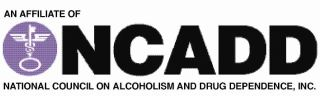 AN AFFILIATE OF
NCADD
NATIONAL COUNCIL ON ALCOHOLISM AND DRUG DEPENDENCE, INC.